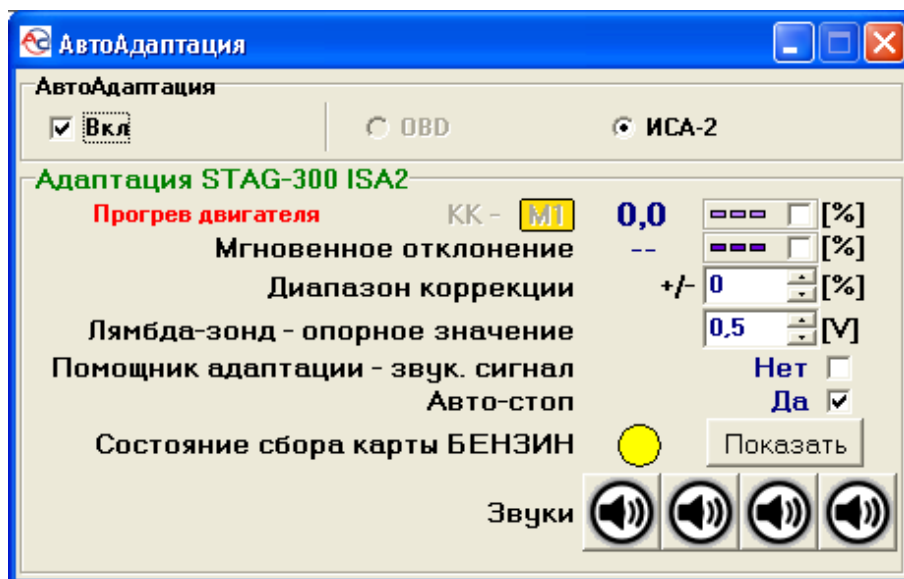 АвтоАдаптация
АвтоАдаптация
Вкл OBD ИСА-2
Адаптация STAG-300 ISA2
Прогрев двигателя КК - М1 0,0 [%]
Мгновенное отклонение -- [%]
Диапазон коррекции +/- 0 [%]
Лямбда-зонд - опорное значение 0,5 [V]
Помощник адаптации - звук. сигнал Нет
Авто-стоп Да
Состояние сбора карты БЕНЗИН Показать
Звуки